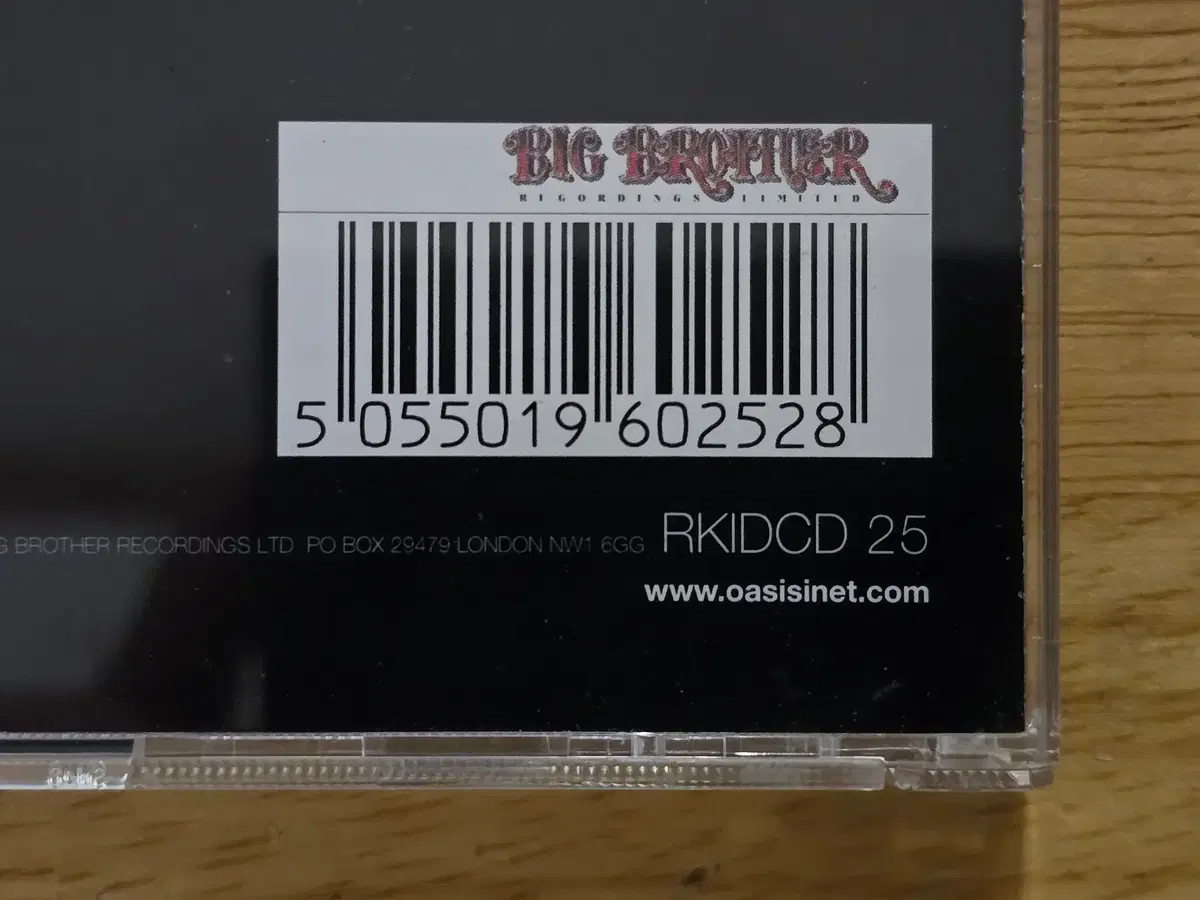 BIG BROTHER
RECORDINGS LIMITED
5 055019 602528
G BROTHER RECORDINGS LTD PO BOX 29479 LONDON NW1 6GG
RKIDCD 25
www.oasisinet.com